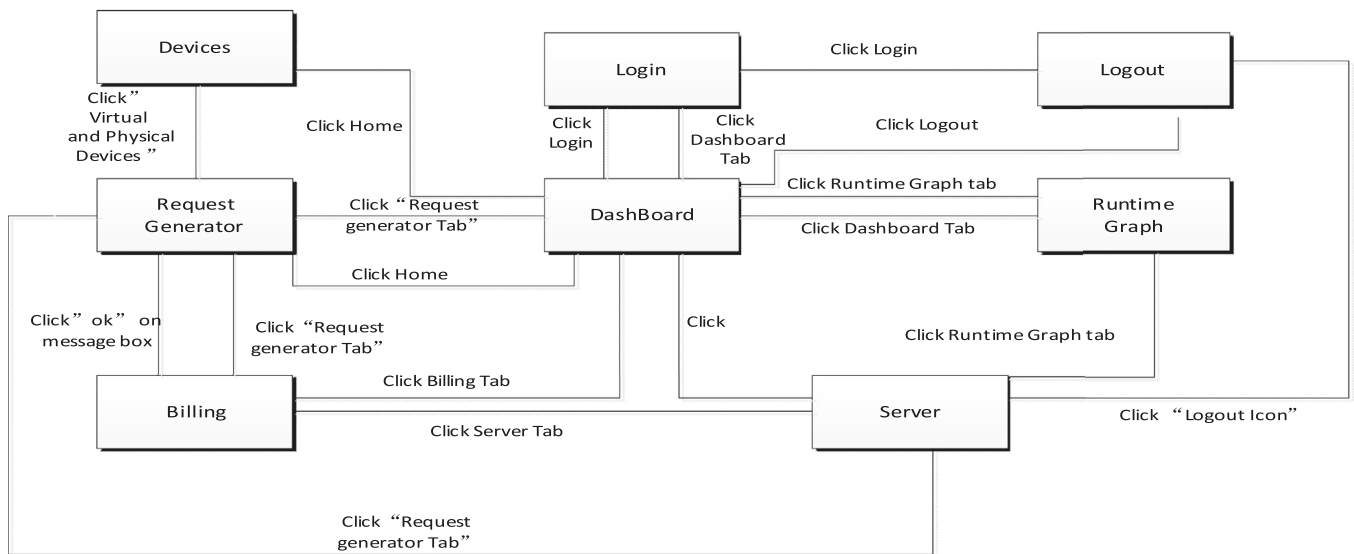 Devices
Login
Click Login
Logout
Click”
Virtual
and Physical
Devices ”
Click Home
Click
Login
Click
Dashboard
Tab
Click Logout
Request
Generator
Click “Request
generator Tab”
DashBoard
Click Runtime Graph tab
Click Dashboard Tab
Runtime
Graph
Click Home
Click” ok” on
message box
Click “Request
generator Tab”
Click
Click Runtime Graph tab
Click Billing Tab
Billing
Click Server Tab
Server
Click “Logout Icon”
Click “Request
generator Tab”